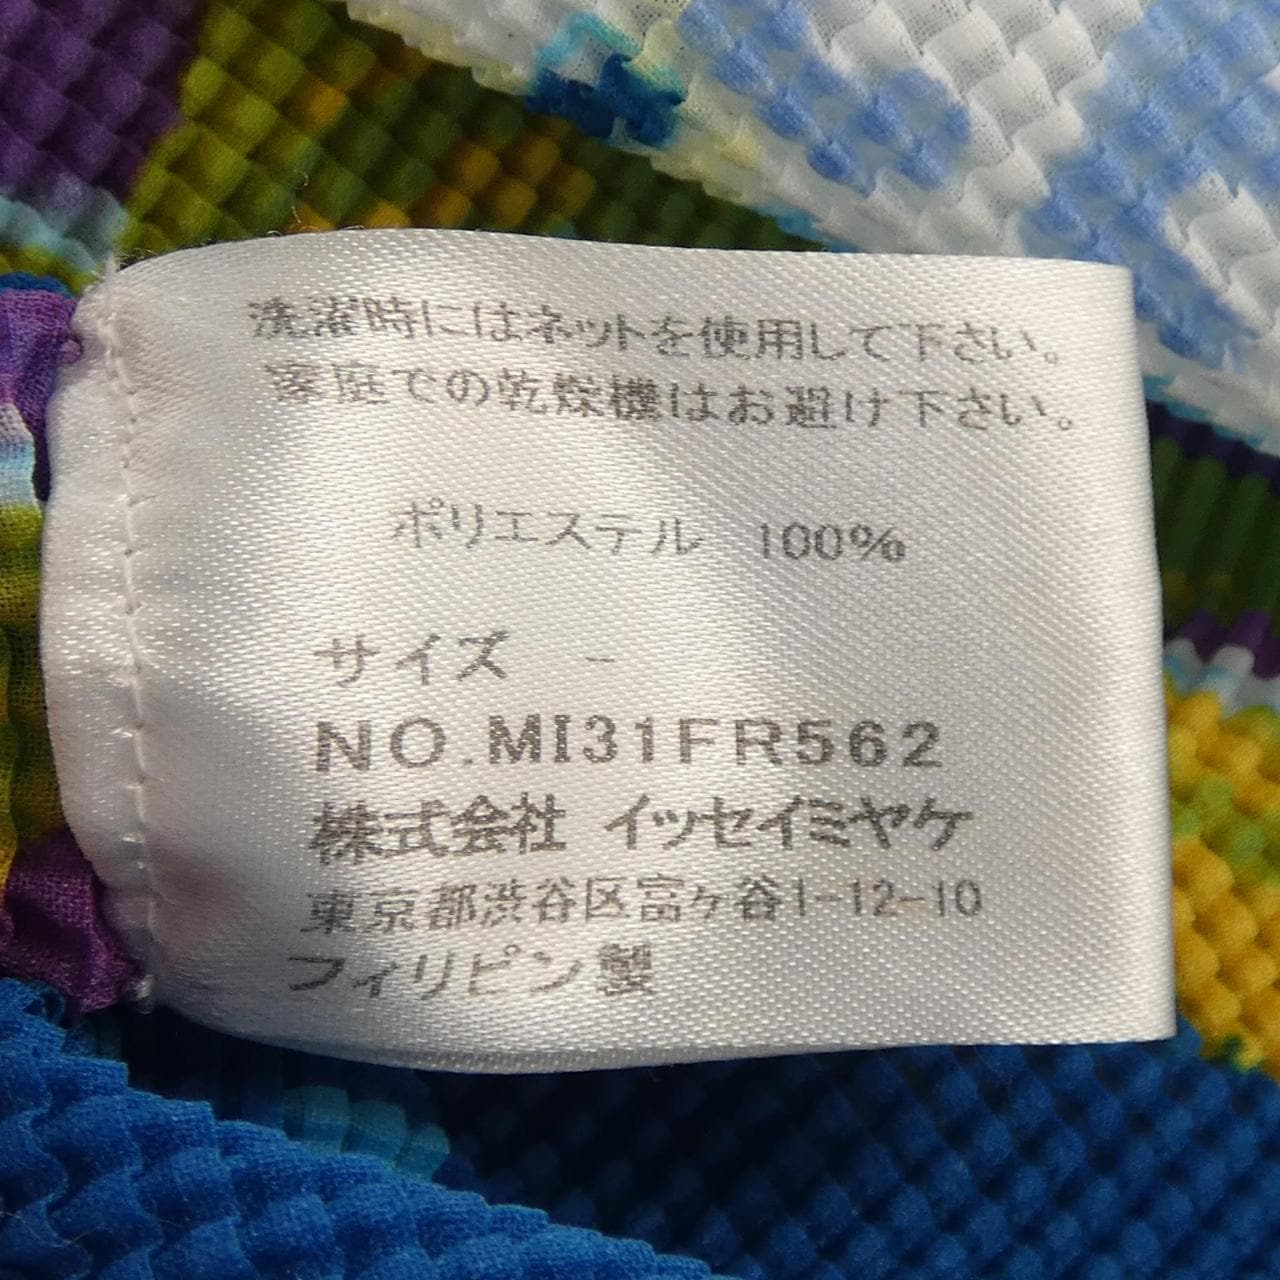 洗濯時にはネットを使用して下さい。
家庭での乾燥機はお避け下さい。
ポリエステル 100%
サイズ -
NO.MI31FR562
株式会社 イッセイミヤケ
東京都渋谷区富ヶ谷1-12-10
フィリピン製